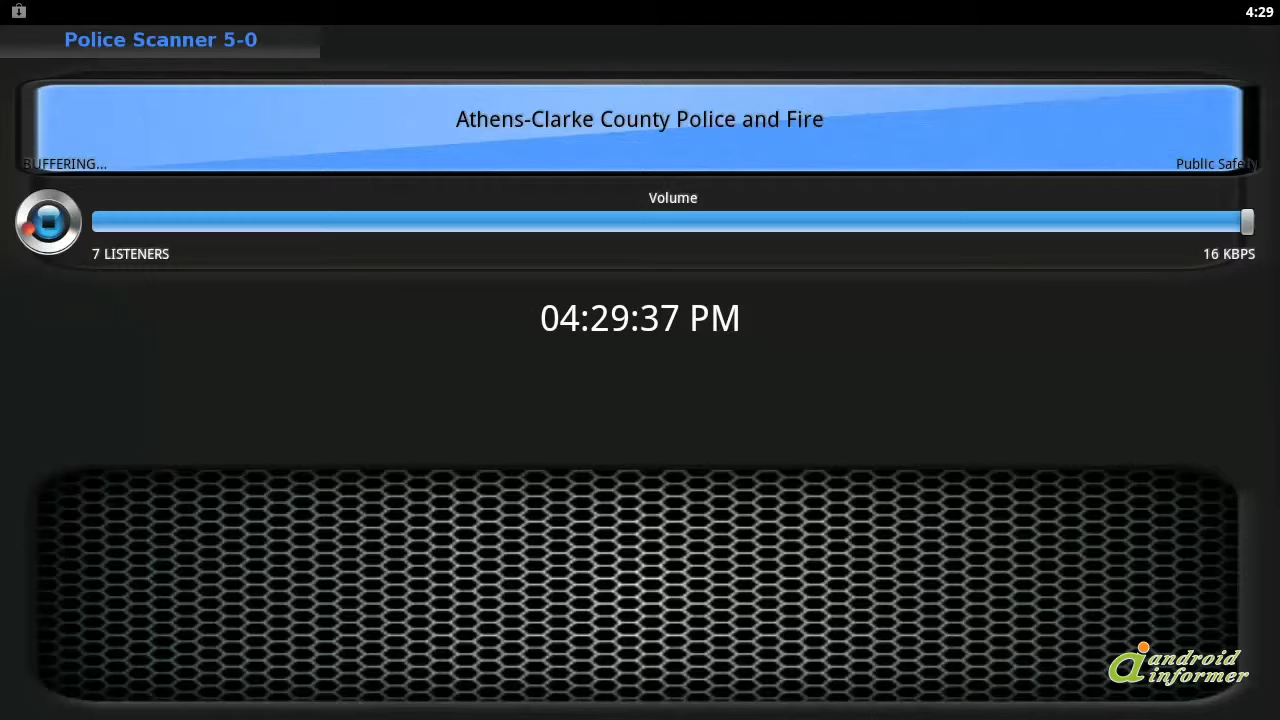 4:29
Police Scanner 5-0
Athens-Clarke County Police and Fire
BUFFERING...
Public Safety
Volume
7 LISTENERS
16 KBPS
04:29:37 PM
android
informer